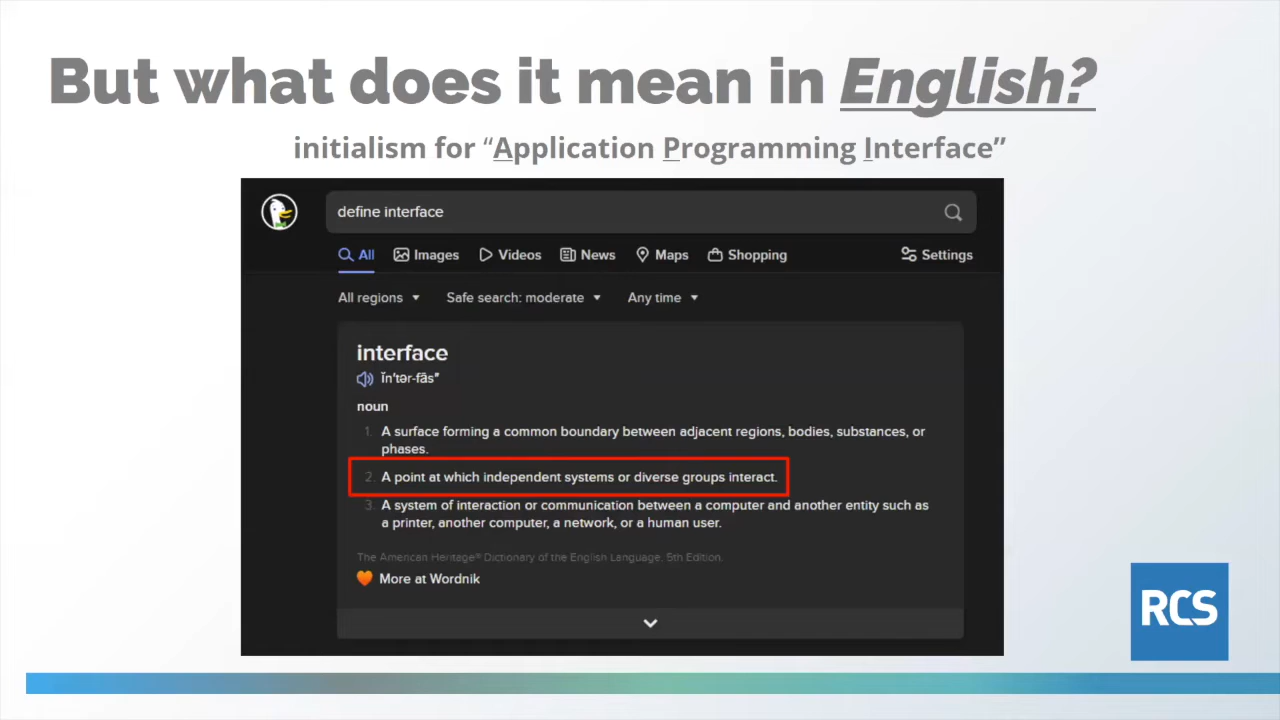 But what does it mean in English?
initialism for “Application Programming Interface”
define interface
All Images Videos News Maps Shopping Settings
All regions Safe search: moderate Any time
interface
ĭn′tər-fās″
noun
1. A surface forming a common boundary between adjacent regions, bodies, substances, or
phases.
2. A point at which independent systems or diverse groups interact.
3. A system of interaction or communication between a computer and another entity such as
a printer, another computer, a network, or a human user.
The American Heritage® Dictionary of the English Language, 5th Edition.
More at Wordnik
RCS